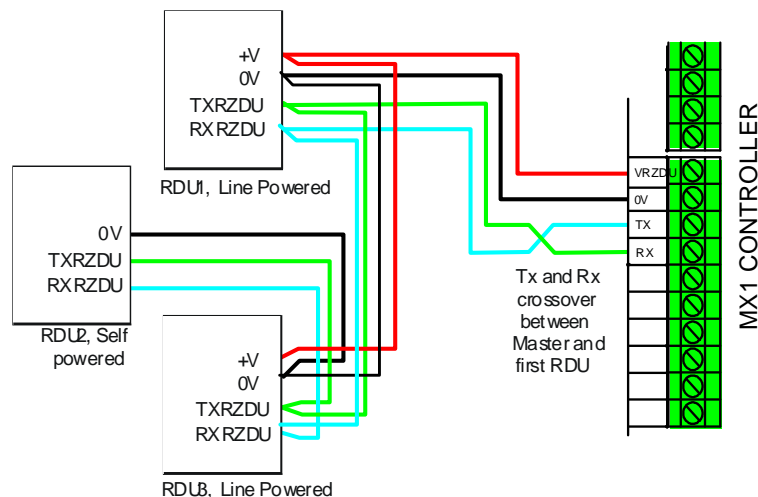 +V
0V
TXRZDU
RXRZDU
RDU1, Line Powered
0V
TXRZDU
RXRZDU
RDU2, Self
powered
+V
0V
TXRZDU
RXRZDU
RDU3, Line Powered
Tx and Rx
crossover
between
Master and
first RDU
VRZDU
0V
TX
RX
MX1 CONTROLLER